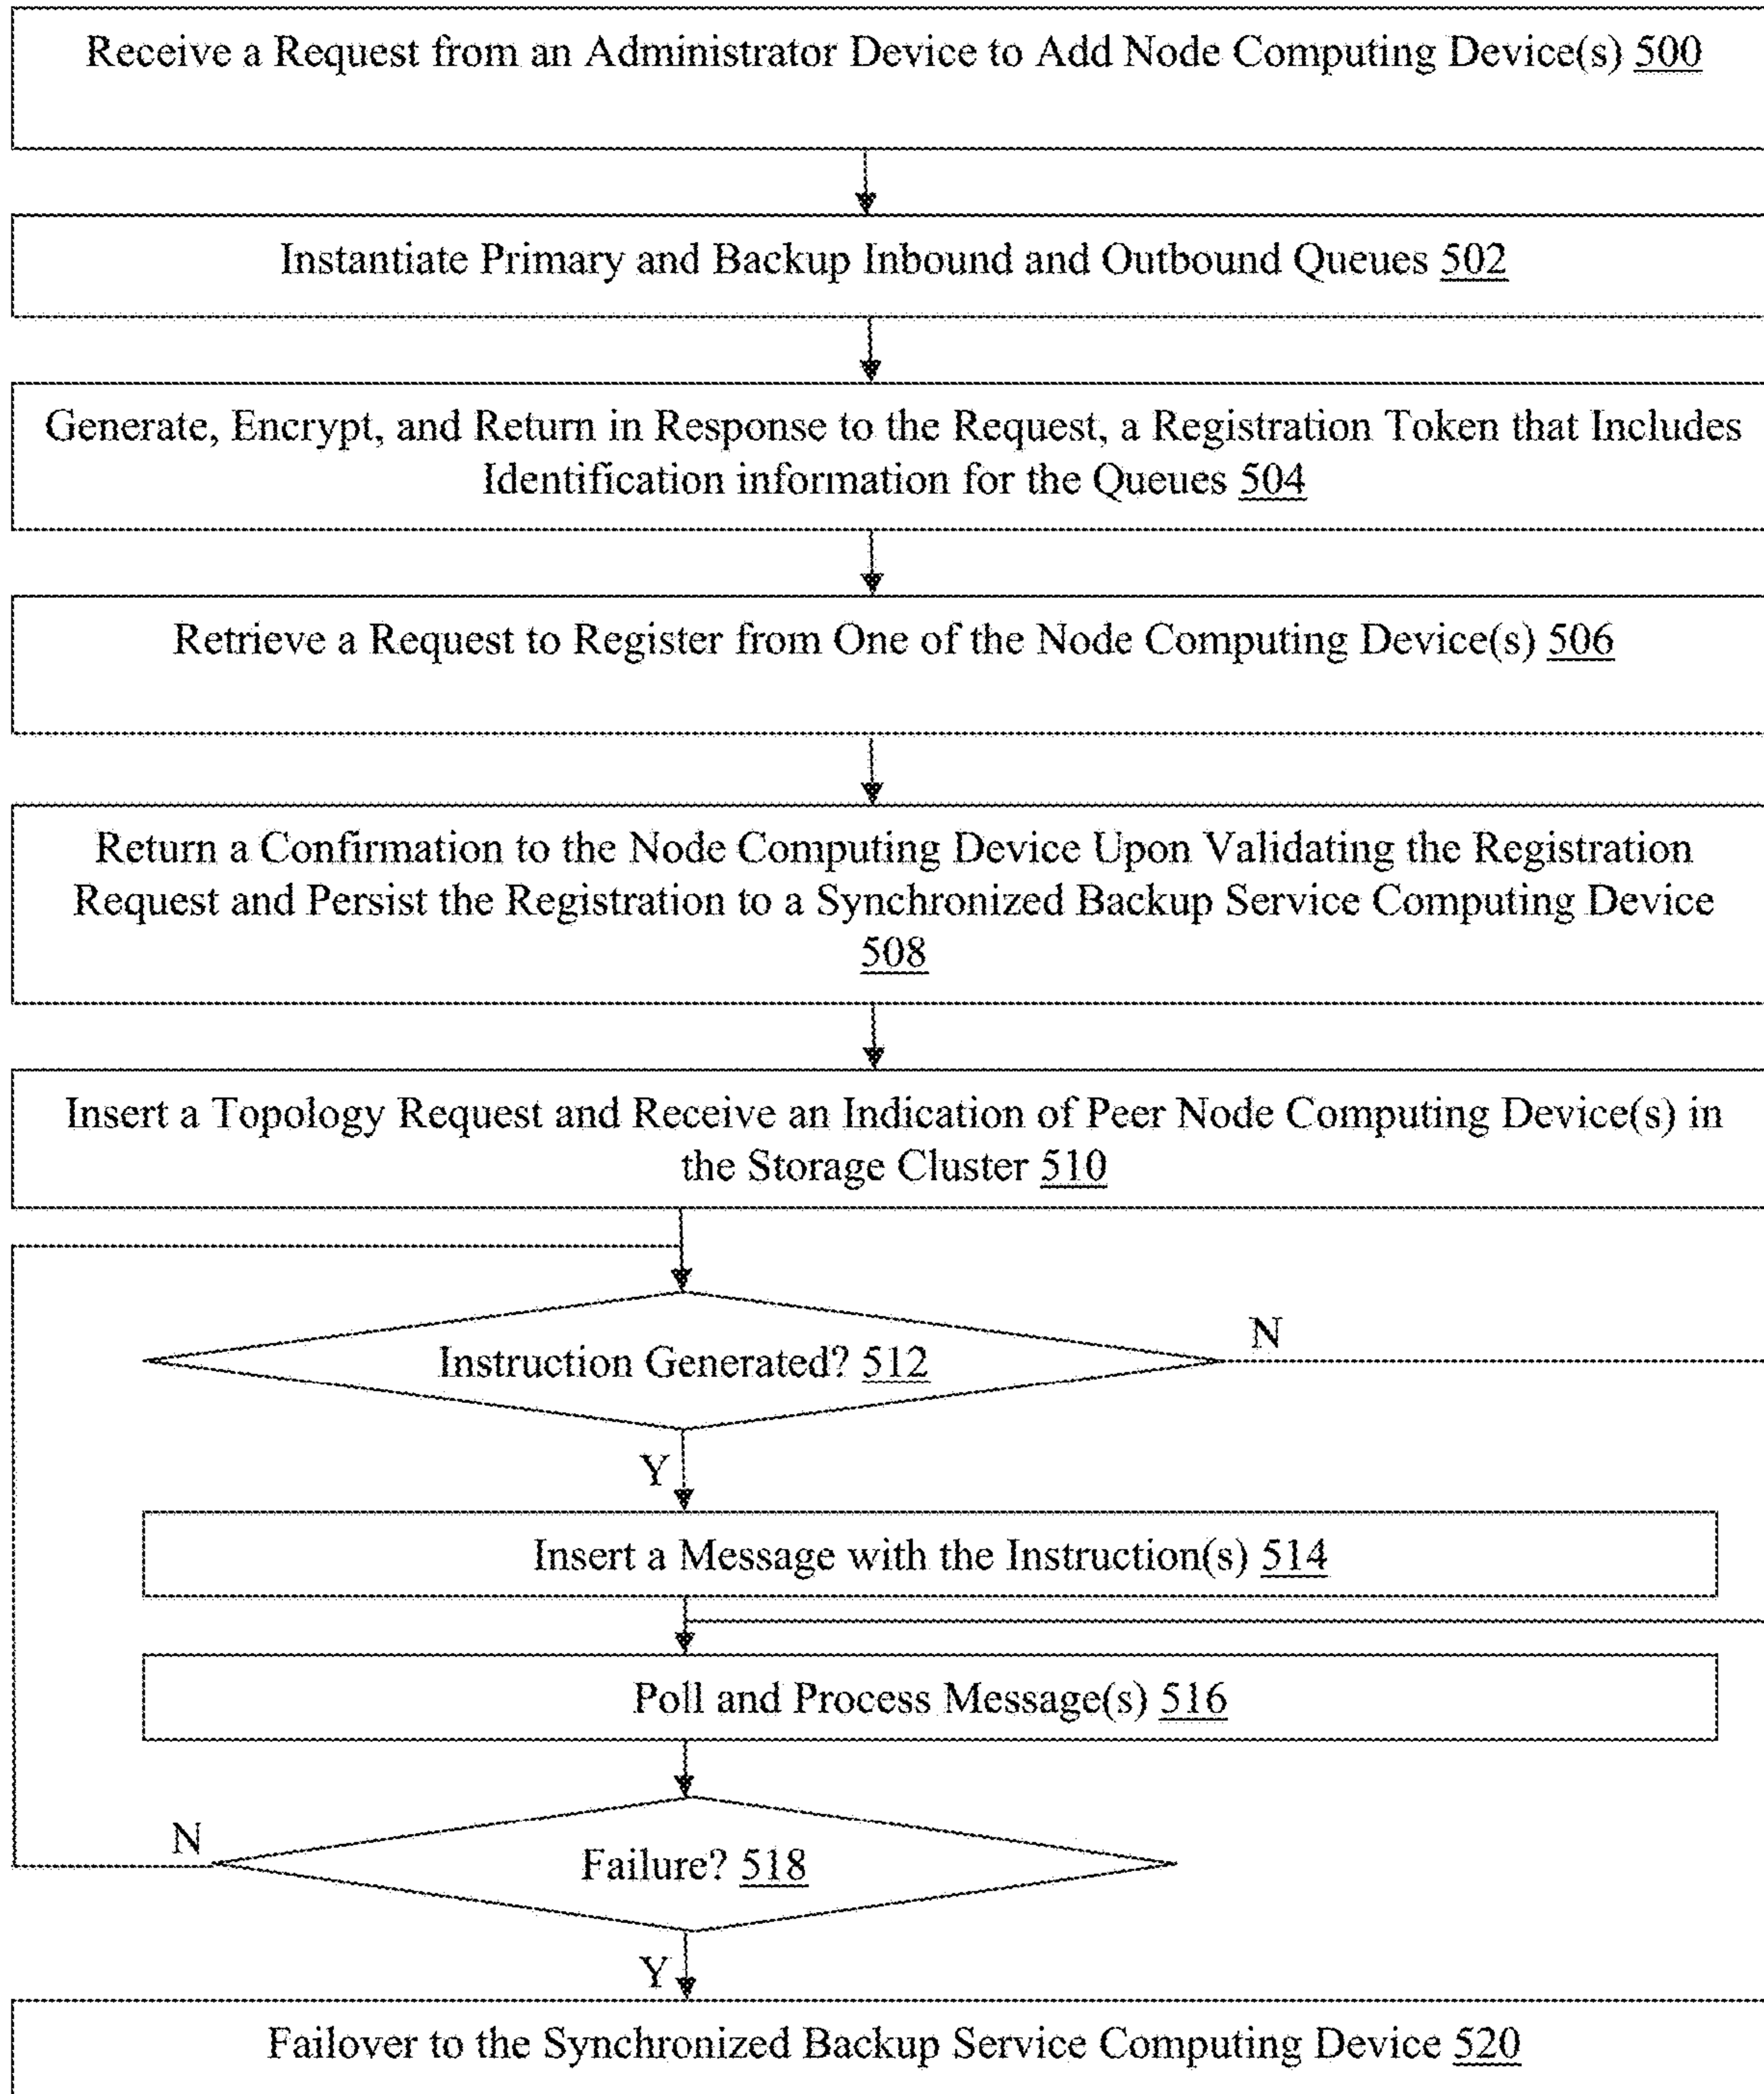 Receive a Request from an Administrator Device to Add Node Computing Device(s) 500
Instantiate Primary and Backup Inbound and Outbound Queues 502
Generate, Encrypt, and Return in Response to the Request, a Registration Token that Includes
Identification information for the Queues 504
Retrieve a Request to Register from One of the Node Computing Device(s) 506
Return a Confirmation to the Node Computing Device Upon Validating the Registration
Request and Persist the Registration to a Synchronized Backup Service Computing Device
508
Insert a Topology Request and Receive an Indication of Peer Node Computing Device(s) in
the Storage Cluster 510
N
Instruction Generated? 512
Y
Insert a Message with the Instruction(s) 514
Poll and Process Message(s) 516
N
Failure? 518
Y
Failover to the Synchronized Backup Service Computing Device 520